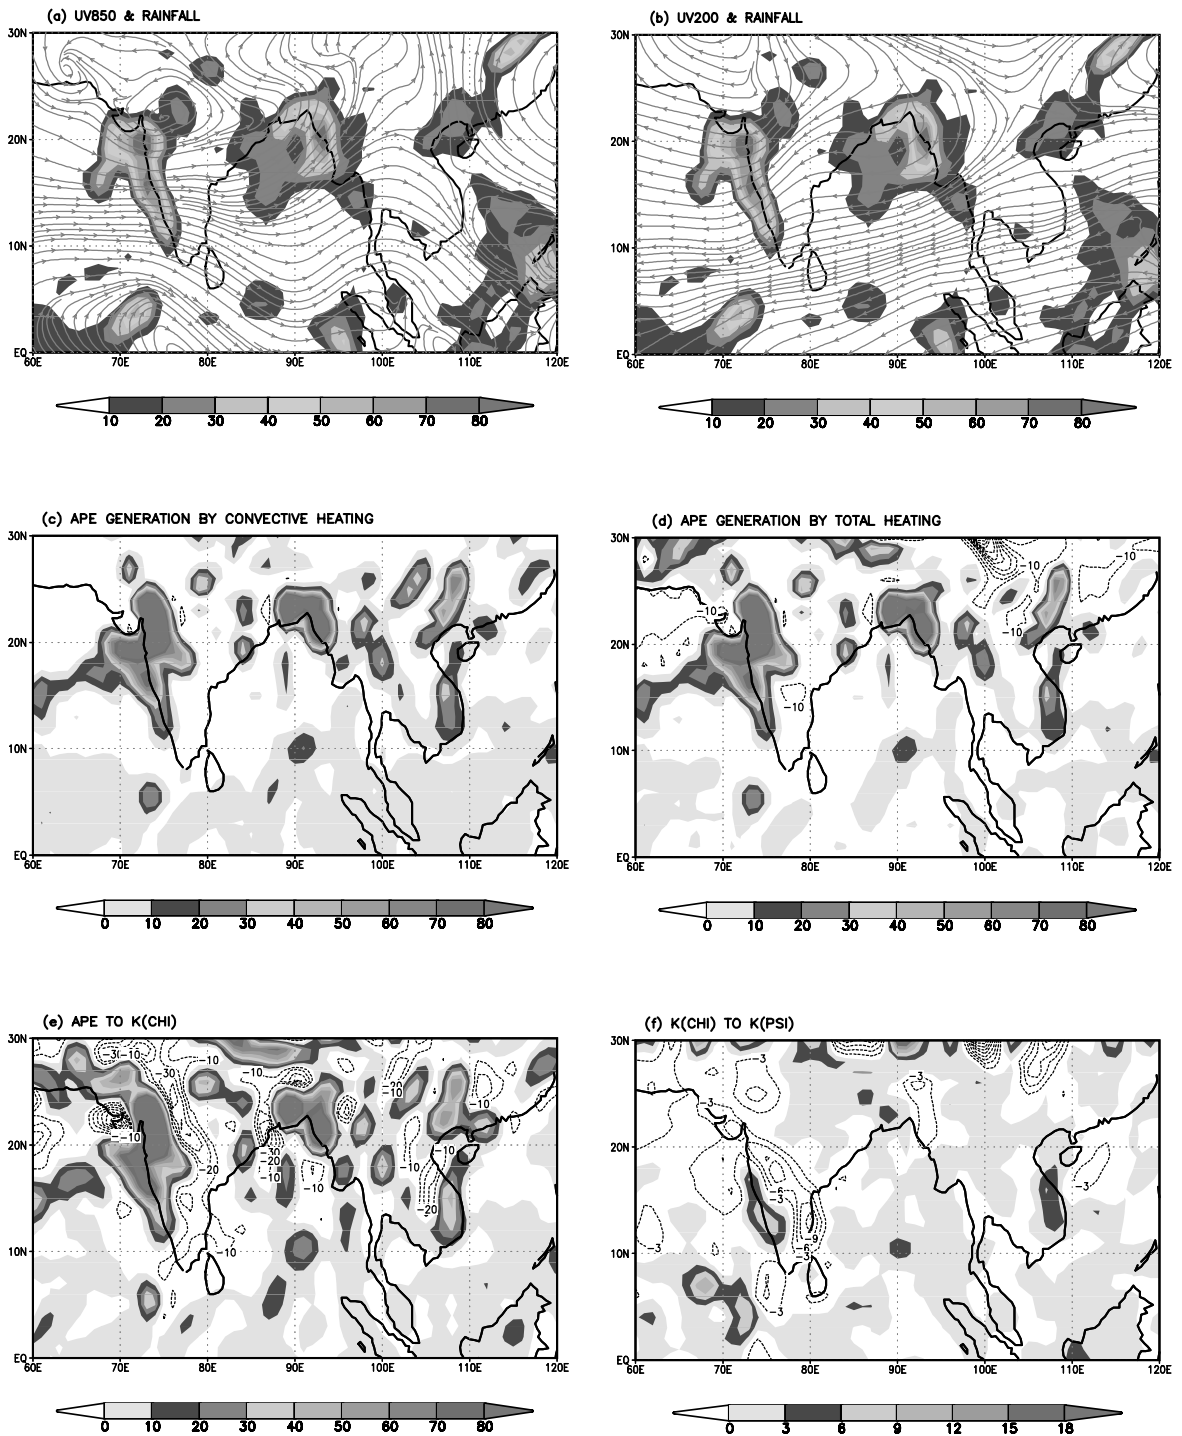 (a) UV850 & RAINFALL
30N
20N
10N
EQ
60E 70E 80E 90E 100E 110E 120E
10 20 30 40 50 60 70 80
(b) UV200 & RAINFALL
30N
20N
10N
EQ
60E 70E 80E 90E 100E 110E 120E
10 20 30 40 50 60 70 80
(c) APE GENERATION BY CONVECTIVE HEATING
30N
20N
10N
EQ
60E 70E 80E 90E 100E 110E 120E
0 10 20 30 40 50 60 70 80
(d) APE GENERATION BY TOTAL HEATING
30N
-10
-10
-10
20N
-10
-10
10N
EQ
60E 70E 80E 90E 100E 110E 120E
0 10 20 30 40 50 60 70 80
(e) APE TO K(CHI)
30N
-10
-10
-30
-10
-20
-10
-10
-10
20N
-30
-10
-20
-20
-10
-10
-10
-20
-10
10N
EQ
60E 70E 80E 90E 100E 110E 120E
0 10 20 30 40 50 60 70 80
(f) K(CHI) TO K(PSI)
30N
-3
-3
-3
20N
-3
-3
-9
-6
-3
10N
-3
EQ
60E 70E 80E 90E 100E 110E 120E
0 3 6 9 12 15 18